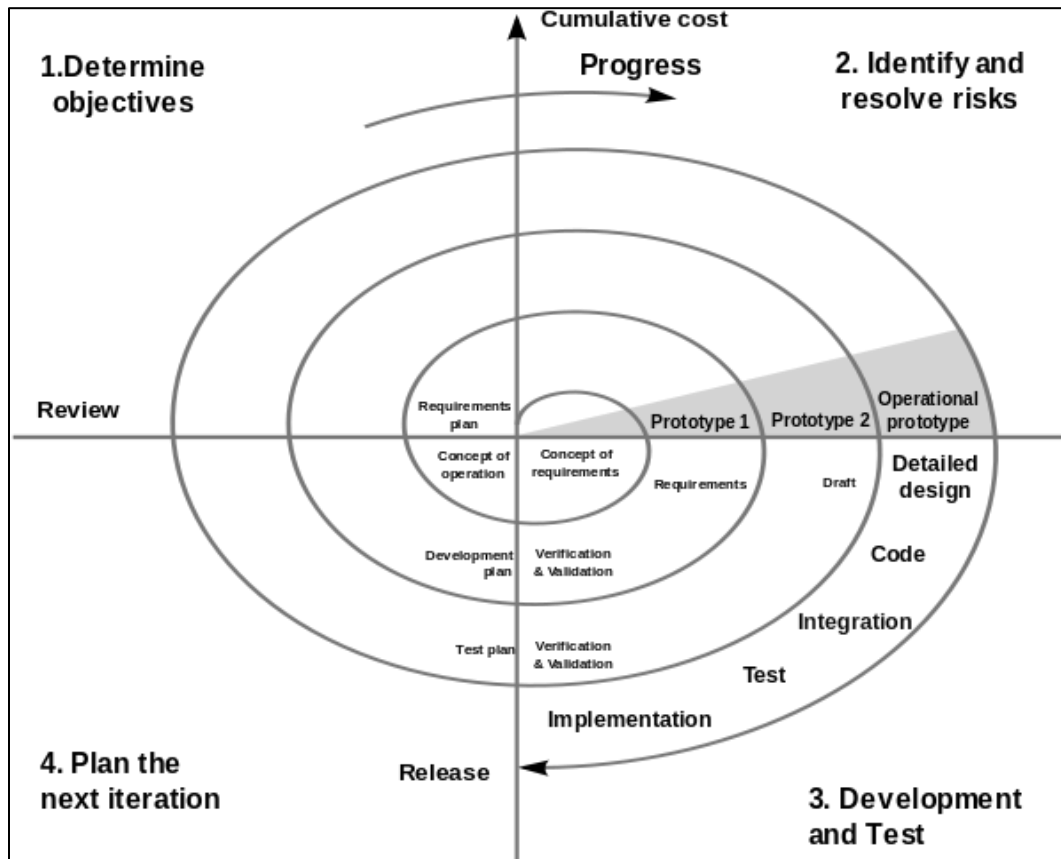 Cumulative cost
1.Determine
objectives
Progress
2. Identify and
resolve risks
Review
Requirements
plan
Prototype 1
Prototype 2
Operational
prototype
Concept of
operation
Concept of
requirements
Requirements
Draft
Detailed
design
Development
plan
Verification
& Validation
Code
Integration
Test plan
Verification
& Validation
Test
Implementation
4. Plan the
next iteration
Release
3. Development
and Test